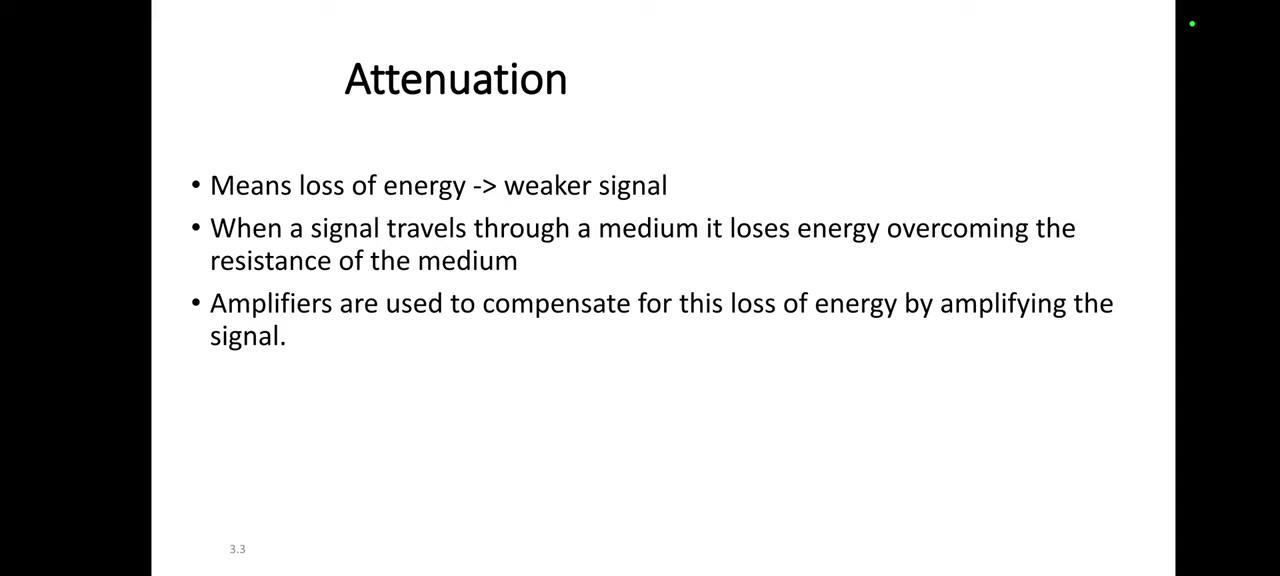 Attenuation
• Means loss of energy -> weaker signal
• When a signal travels through a medium it loses energy overcoming the
resistance of the medium
• Amplifiers are used to compensate for this loss of energy by amplifying the
signal.
3.3